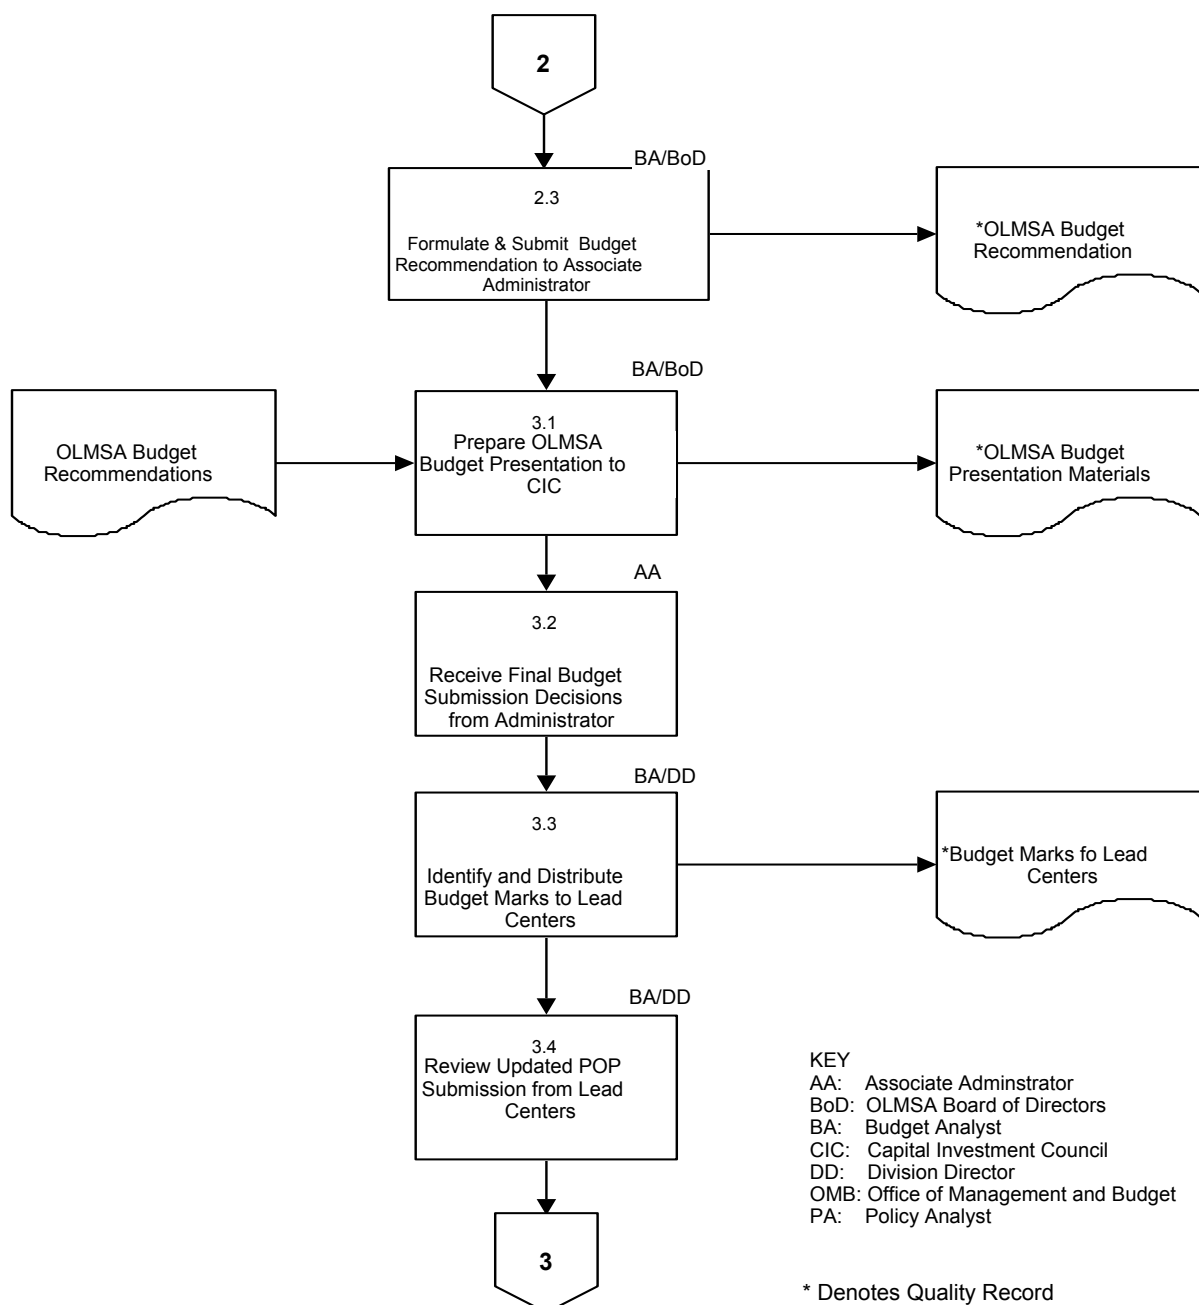 2
BA/BoD
2.3
Formulate & Submit Budget
Recommendation to Associate
Administrator
*OLMSA Budget
Recommendation
BA/BoD
OLMSA Budget
Recommendations
3.1
Prepare OLMSA
Budget Presentation to
CIC
*OLMSA Budget
Presentation Materials
AA
3.2
Receive Final Budget
Submission Decisions
from Administrator
BA/DD
3.3
Identify and Distribute
Budget Marks to Lead
Centers
*Budget Marks fo Lead
Centers
BA/DD
3.4
Review Updated POP
Submission from Lead
Centers
3
KEY
AA: Associate Adminstrator
BoD: OLMSA Board of Directors
BA: Budget Analyst
CIC: Capital Investment Council
DD: Division Director
OMB: Office of Management and Budget
PA: Policy Analyst
* Denotes Quality Record